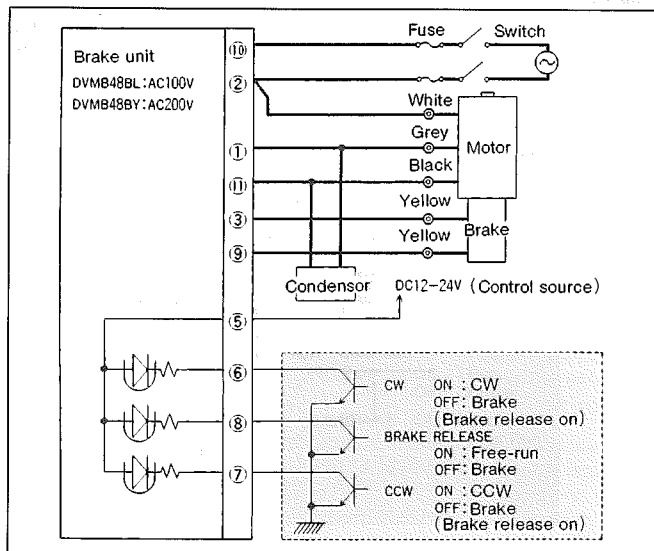 Fuse Switch
Brake unit
DVMB48BL:AC100V
DVMB48BY:AC200V
⑩
②
White
Grey
①
Motor
Black
⑪
Yellow
③
Brake
Yellow
⑨
Condensor
DC12-24V (Control source)
⑤
⑥
CW ON :CW
OFF:Brake
(Brake release on)
⑧
BRAKE RELEASE
ON :Free-run
OFF:Brake
⑦
CCW ON :CCW
OFF:Brake
(Brake release on)